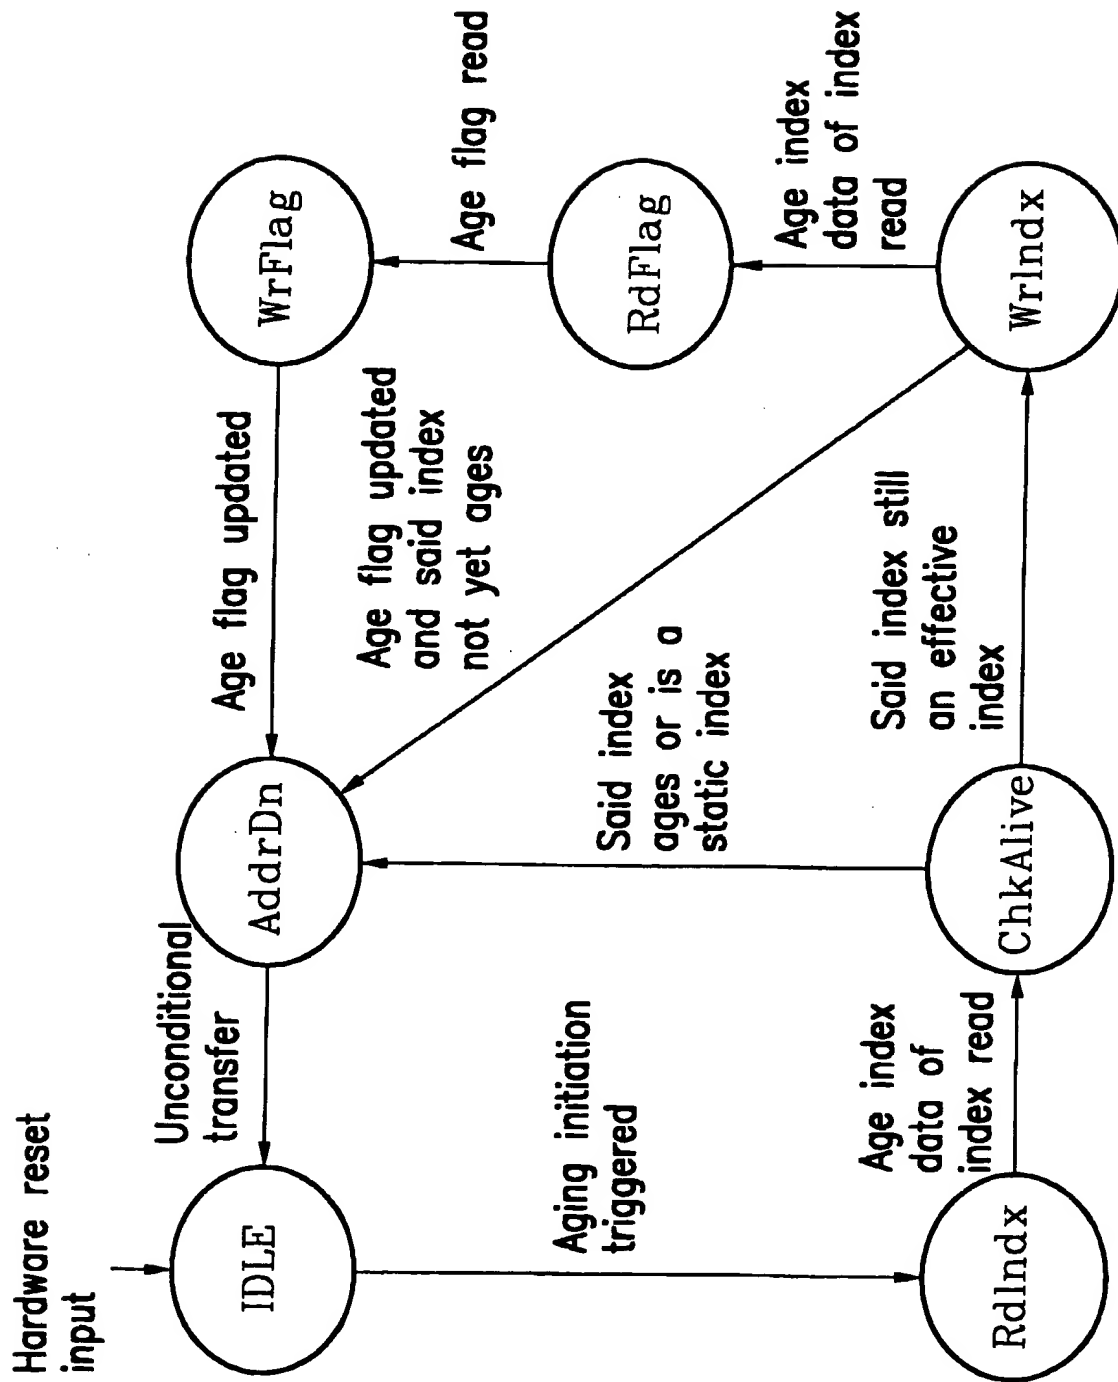 Hardware reset
input
IDLE
Unconditional
transfer
AddrDn
Age flag updated
WrFlag
Age flag updated
and said index
not yet ages
Age flag read
Aging initiation
triggered
Said index
ages or is a
static index
RdFlag
Age index
data of index
read
RdIndx
Age index
data of
index read
ChkAlive
Said index still
an effective
index
WrIndx